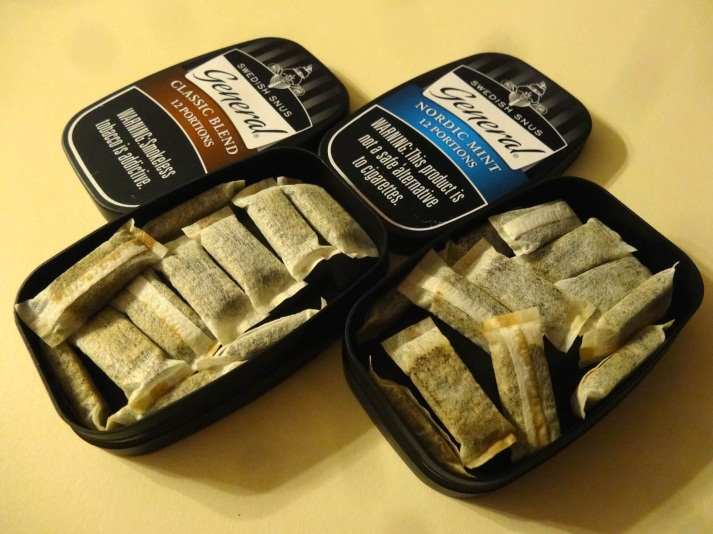 SWEDISH SNUS
General
CLASSIC BLEND
12 PORTIONS
WARNING:Smokeless
tobacco is addictive.
SWEDISH SNUS
General®
NORDIC MINT
12 PORTIONS
WARNING:This product is
not a safe alternative
to cigarettes.